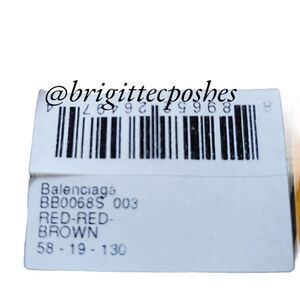 @brigittecposhes
Balenciaga
BB0068S 003
RED-RED-
BROWN
58 - 19 - 130